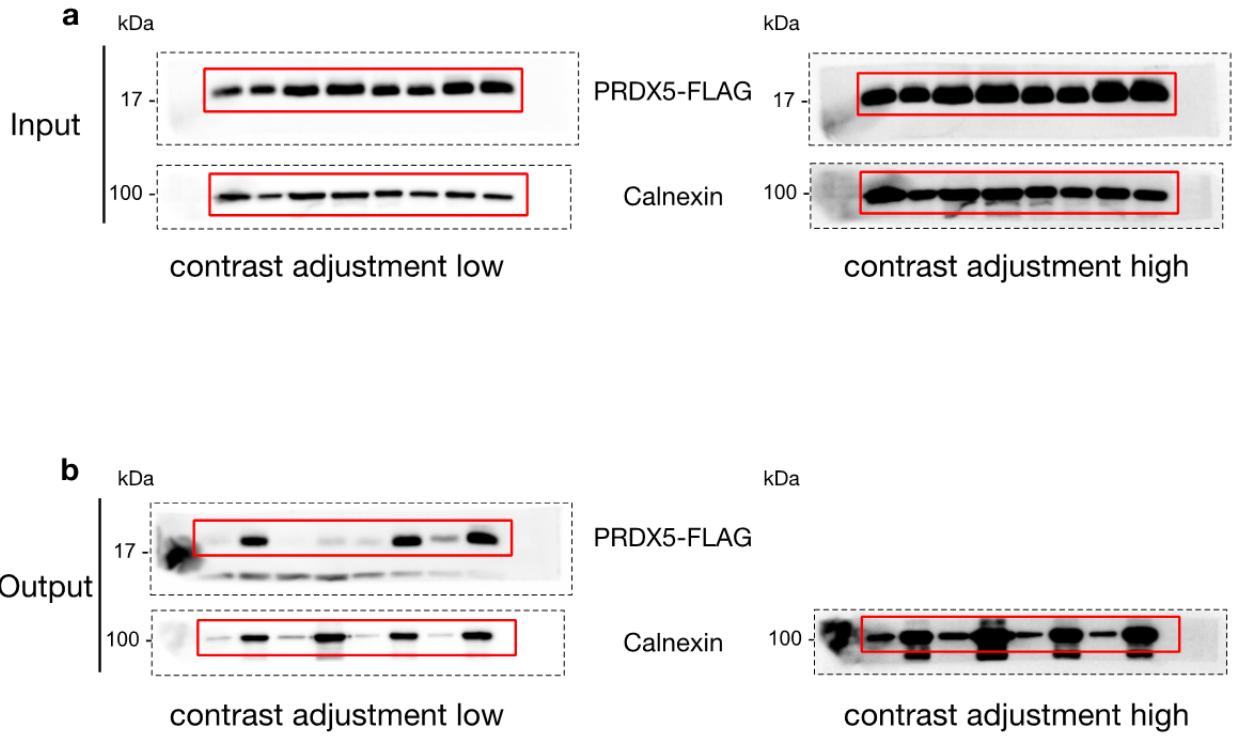 a
kDa
kDa
Input
17 -
PRDX5-FLAG
17 -
100 -
Calnexin
100 -
contrast adjustment low
contrast adjustment high
b
kDa
kDa
Output
17 -
PRDX5-FLAG
100 -
Calnexin
100 -
contrast adjustment low
contrast adjustment high